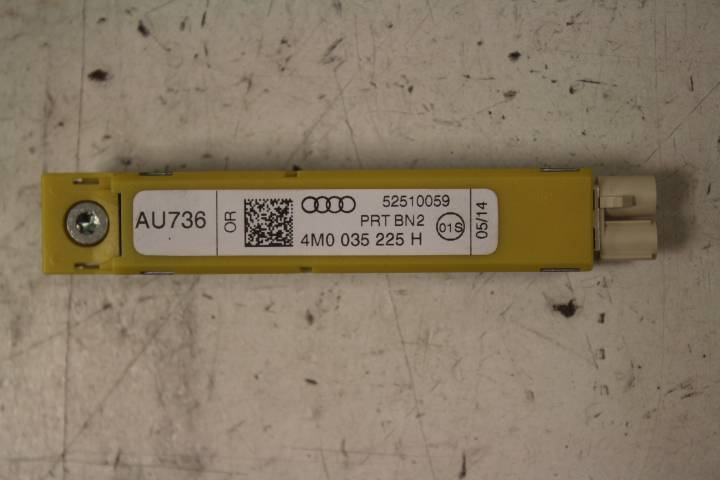 AU736
OR
52510059
PRT BN2
4M0 035 225 H
01S
05/14